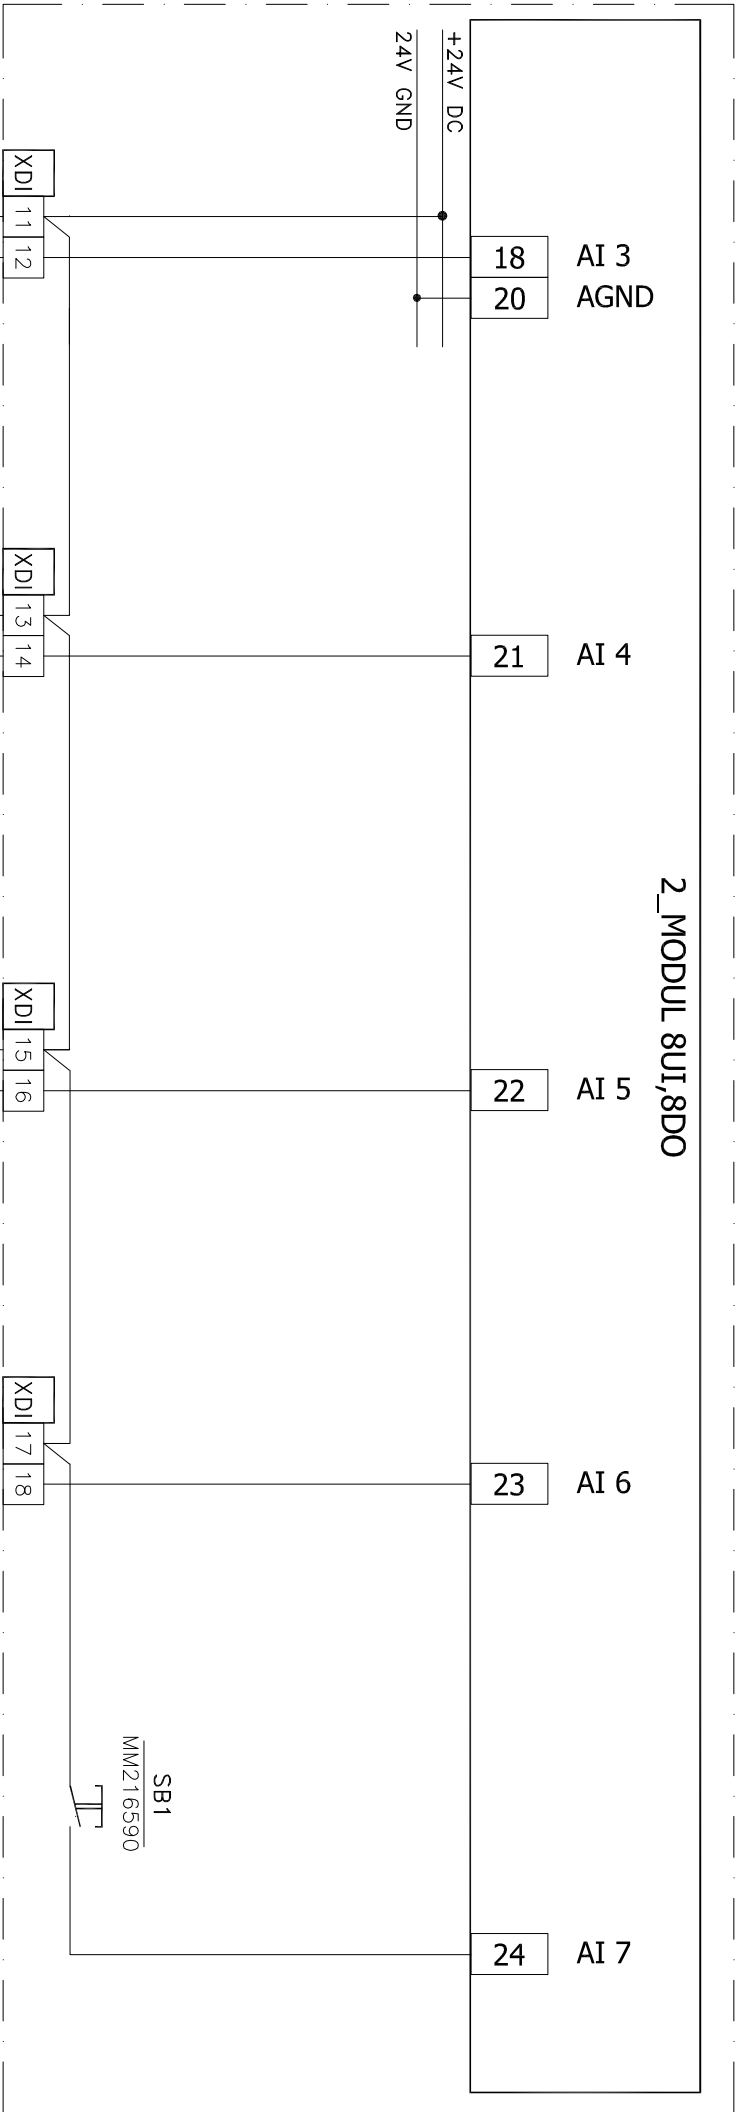 +24V DC
24V GND
XDI 11 12
18 AI 3
20 AGND
XDI 13 14
21 AI 4
2_MODUL 8UI,8DO
XDI 15 16
22 AI 5
XDI 17 18
23 AI 6
SB1
MM216590
24 AI 7